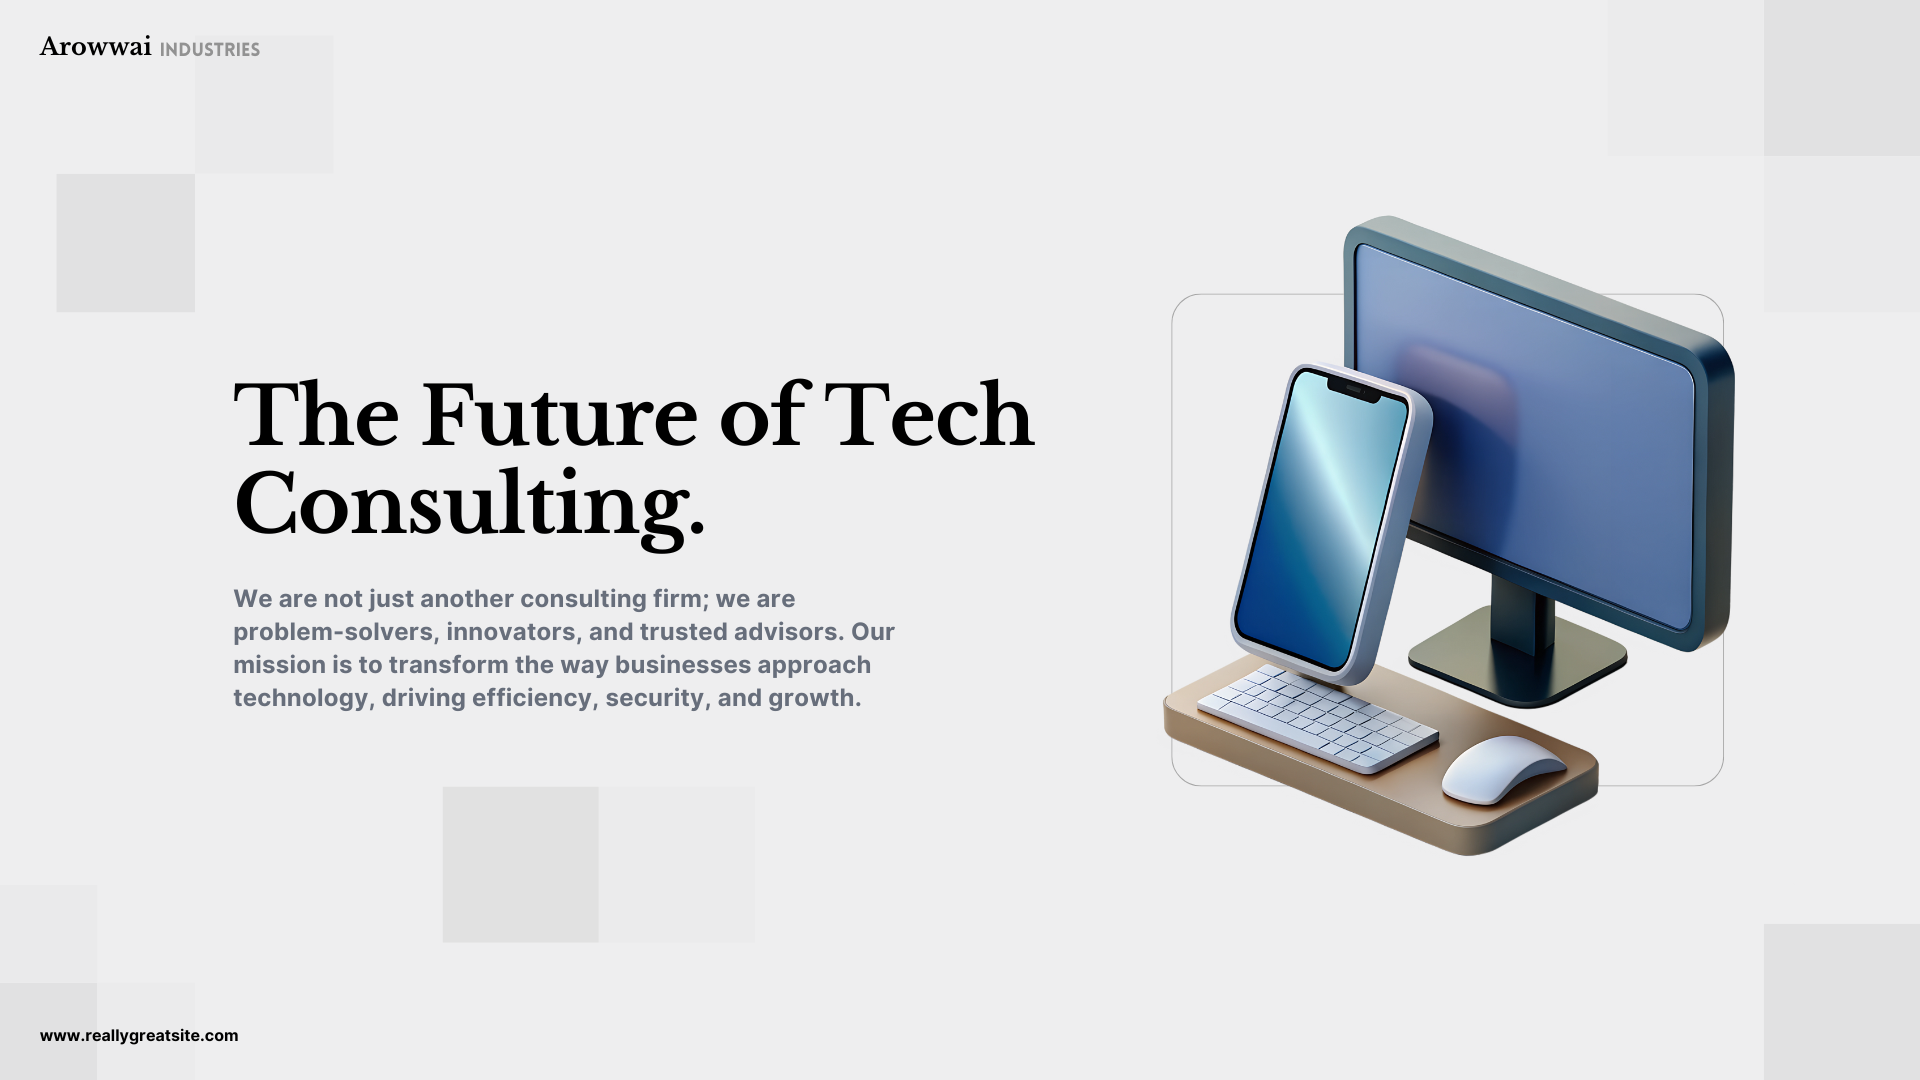 Arowwai INDUSTRIES
The Future of Tech
Consulting.
We are not just another consulting firm; we are
problem-solvers, innovators, and trusted advisors. Our
mission is to transform the way businesses approach
technology, driving efficiency, security, and growth.
www.reallygreatsite.com